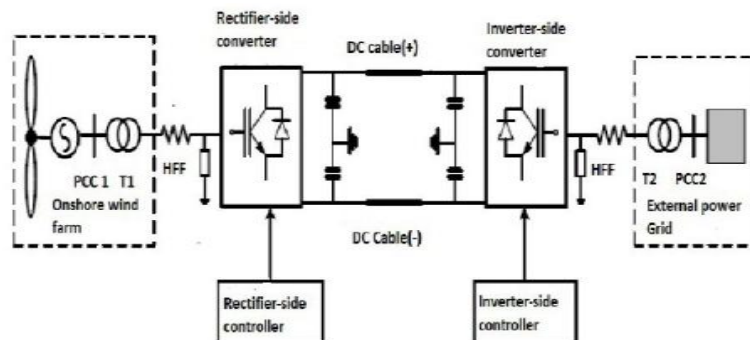 Rectifier-side
converter
DC cable(+)
Inverter-side
converter
PCC 1 T1
HFF
Onshore wind
farm
HFF
T2 PCC2
External power
Grid
DC Cable(-)
Rectifier-side
controller
Inverter-side
controller